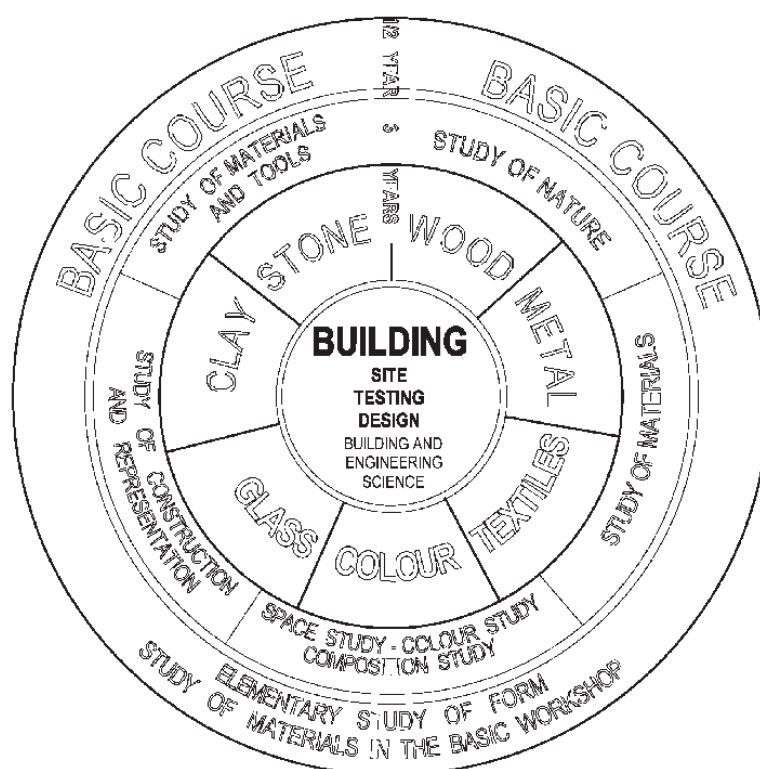 1/2 YEAR
BASIC COURSE
BASIC COURSE
3
YEARS
STUDY OF MATERIALS
AND TOOLS
STUDY OF NATURE
STONE
WOOD
CLAY
METAL
BUILDING
SITE
TESTING
DESIGN
BUILDING AND
ENGINEERING
SCIENCE
STUDY OF MATERIALS
STUDY OF CONSTRUCTION
AND REPRESENTATION
GLASS
COLOUR
TEXTILES
SPACE STUDY - COLOUR STUDY
COMPOSITION STUDY
ELEMENTARY STUDY OF FORM
STUDY OF MATERIALS IN THE BASIC WORKSHOP